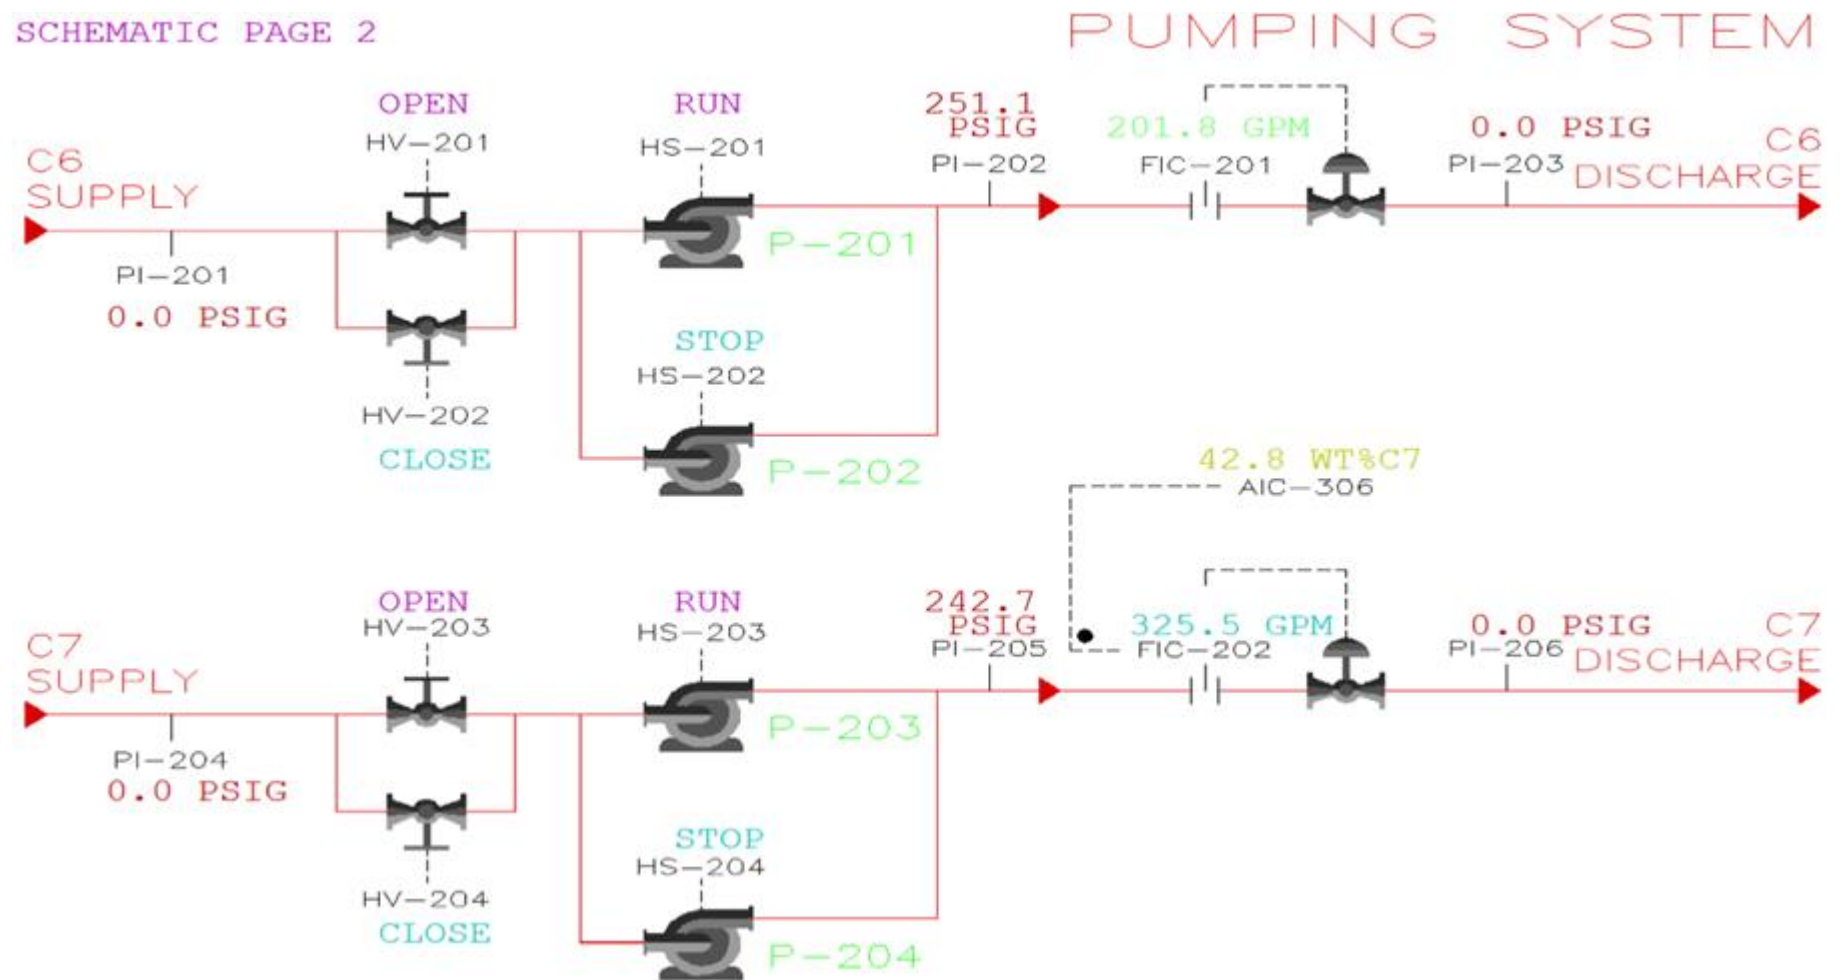 SCHEMATIC PAGE 2
PUMPING SYSTEM
OPEN
HV-201
RUN
HS-201
251.1
PSIG
PI-202
201.8 GPM
FIC-201
0.0 PSIG
PI-203
C6
DISCHARGE
C6
SUPPLY
PI-201
0.0 PSIG
P-201
HV-202
CLOSE
STOP
HS-202
P-202
42.8 WT%C7
AIC-306
OPEN
HV-203
RUN
HS-203
242.7
PSIG
PI-205
325.5 GPM
FIC-202
0.0 PSIG
PI-206
C7
DISCHARGE
C7
SUPPLY
PI-204
0.0 PSIG
P-203
HV-204
CLOSE
STOP
HS-204
P-204